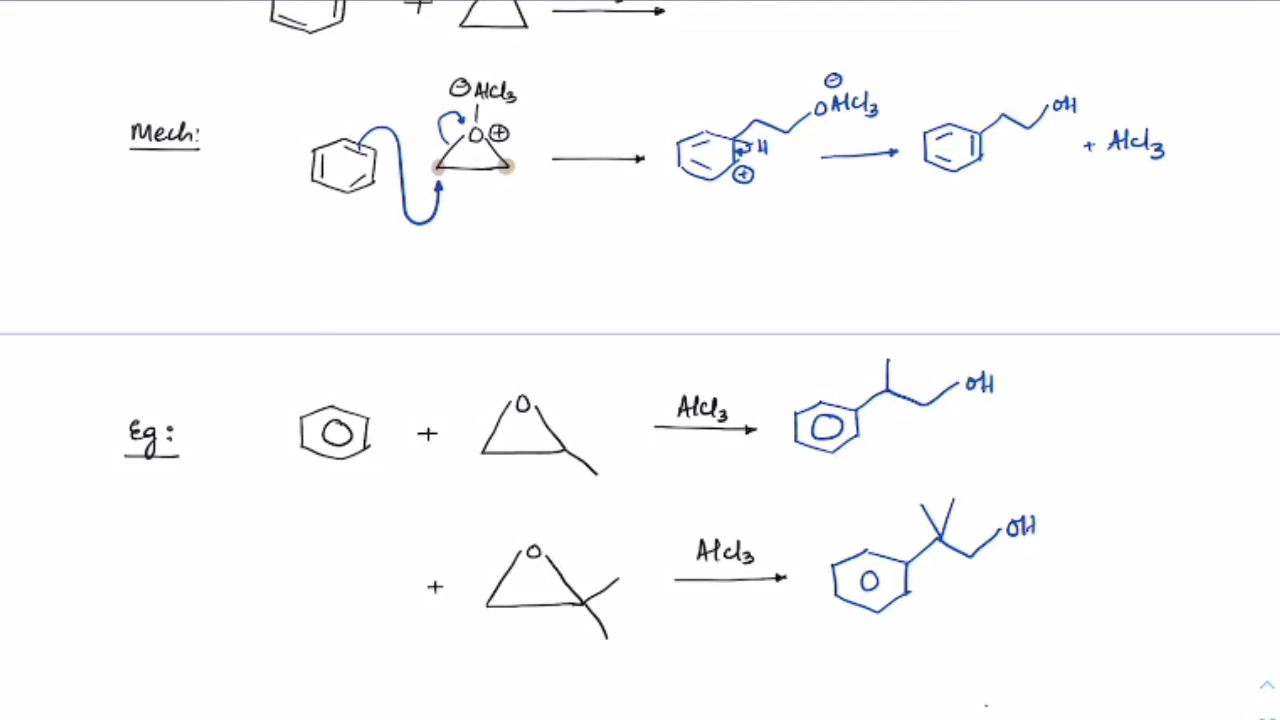 +
⊖AlCl3
Mech: O⊕ ⊖ OAlCl3 H ⊕ OH + AlCl3
Eg: + O AlCl3 OH
+ O AlCl3 OH